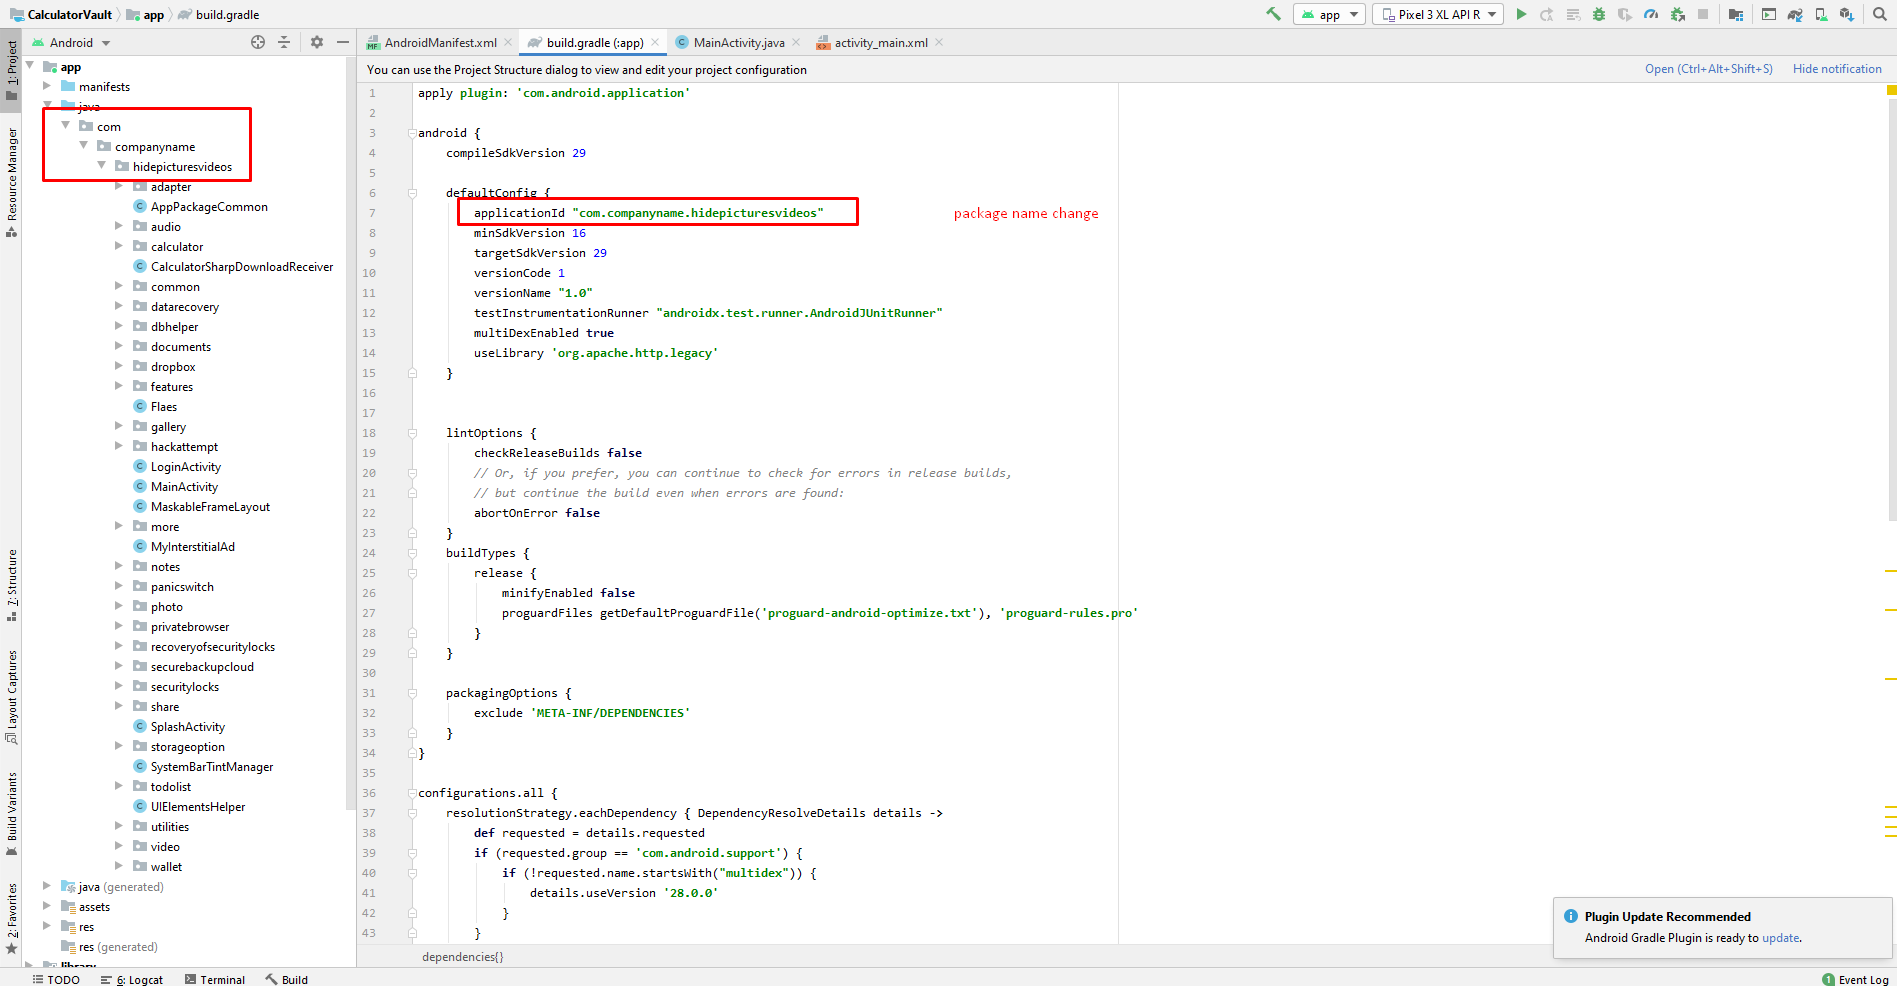 CalculatorVault app build.gradle
app Pixel 3 XL API R
Android
AndroidManifest.xml build.gradle (:app) MainActivity.java activity_main.xml
You can use the Project Structure dialog to view and edit your project configuration Open (Ctrl+Alt+Shift+S) Hide notification
1: Project
Resource Manager
7: Structure
Layout Captures
Build Variants
2: Favorites
app
manifests
java
com
companyname
hidepicturesvideos
adapter
AppPackageCommon
audio
calculator
CalculatorSharpDownloadReceiver
common
datarecovery
dbhelper
documents
dropbox
features
Flaes
gallery
hackattempt
LoginActivity
MainActivity
MaskableFrameLayout
more
MyInterstitialAd
notes
panicswitch
photo
privatebrowser
recoveryofsecuritylocks
securebackupcloud
securitylocks
share
SplashActivity
storageoption
SystemBarTintManager
todolist
UIElementsHelper
utilities
video
wallet
java (generated)
assets
res
res (generated)
library
1 apply plugin: 'com.android.application'
2
3 android {
4 compileSdkVersion 29
5
6 defaultConfig {
7 applicationId "com.companyname.hidepicturesvideos"
package name change
8 minSdkVersion 16
9 targetSdkVersion 29
10 versionCode 1
11 versionName "1.0"
12 testInstrumentationRunner "androidx.test.runner.AndroidJUnitRunner"
13 multiDexEnabled true
14 useLibrary 'org.apache.http.legacy'
15 }
16
17
18 lintOptions {
19 checkReleaseBuilds false
20 // Or, if you prefer, you can continue to check for errors in release builds,
21 // but continue the build even when errors are found:
22 abortOnError false
23 }
24 buildTypes {
25 release {
26 minifyEnabled false
27 proguardFiles getDefaultProguardFile('proguard-android-optimize.txt'), 'proguard-rules.pro'
28 }
29 }
30
31 packagingOptions {
32 exclude 'META-INF/DEPENDENCIES'
33 }
34 }
35
36 configurations.all {
37 resolutionStrategy.eachDependency { DependencyResolveDetails details ->
38 def requested = details.requested
39 if (requested.group == 'com.android.support') {
40 if (!requested.name.startsWith("multidex")) {
41 details.useVersion '28.0.0'
42 }
43 }
dependencies{}
Plugin Update Recommended
Android Gradle Plugin is ready to update.
TODO 6: Logcat Terminal Build 1 Event Log